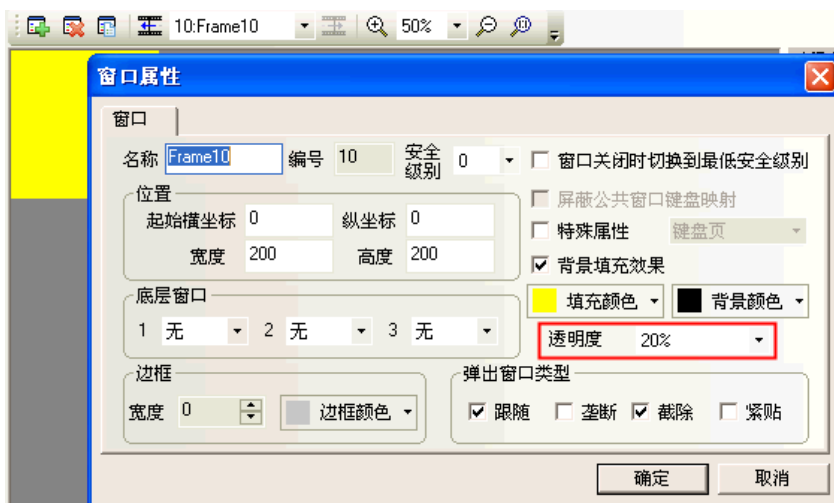 10:Frame10 50%
窗口属性
窗口
名称 Frame10 编号 10 安全级别 0 窗口关闭时切换到最低安全级别
屏蔽公共窗口键盘映射
位置
起始横坐标 0 纵坐标 0 特殊属性 键盘页
宽度 200 高度 200 背景填充效果
底层窗口 填充颜色 背景颜色
1 无 2 无 3 无 透明度 20%
边框 弹出窗口类型
宽度 0 边框颜色 跟随 垄断 截除 紧贴
确定 取消